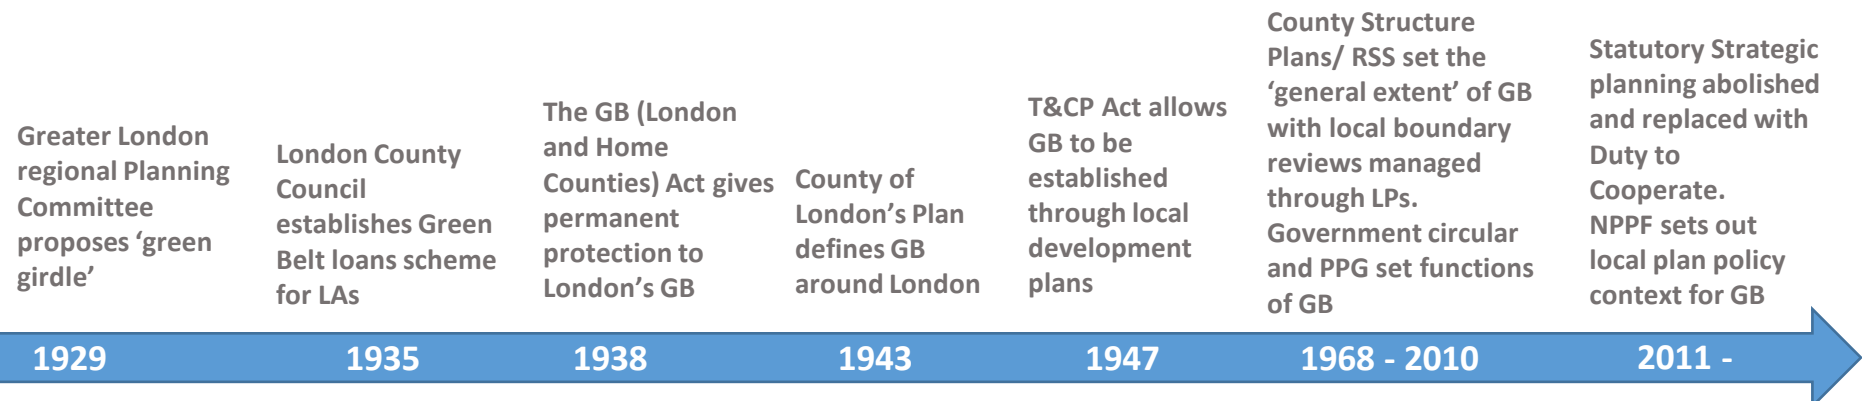 Greater London
regional Planning
Committee
proposes ‘green
girdle’
London County
Council
establishes Green
Belt loans scheme
for LAs
The GB (London
and Home
Counties) Act gives
permanent
protection to
London’s GB
County of
London’s Plan
defines GB
around London
T&CP Act allows
GB to be
established
through local
development
plans
County Structure
Plans/ RSS set the
‘general extent’ of GB
with local boundary
reviews managed
through LPs.
Government circular
and PPG set functions
of GB
Statutory Strategic
planning abolished
and replaced with
Duty to
Cooperate.
NPPF sets out
local plan policy
context for GB
1929
1935
1938
1943
1947
1968 - 2010
2011 -